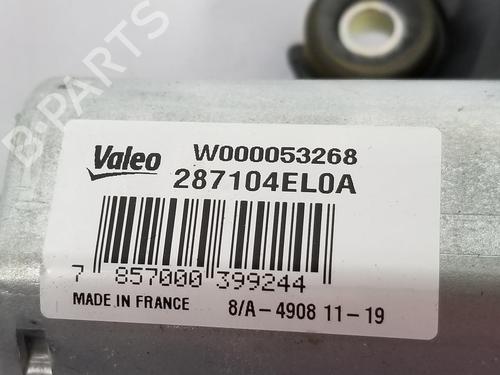 B-PARTS
Valeo W000053268
287104EL0A
7 857000 399244
MADE IN FRANCE 8/A-4908 11-19